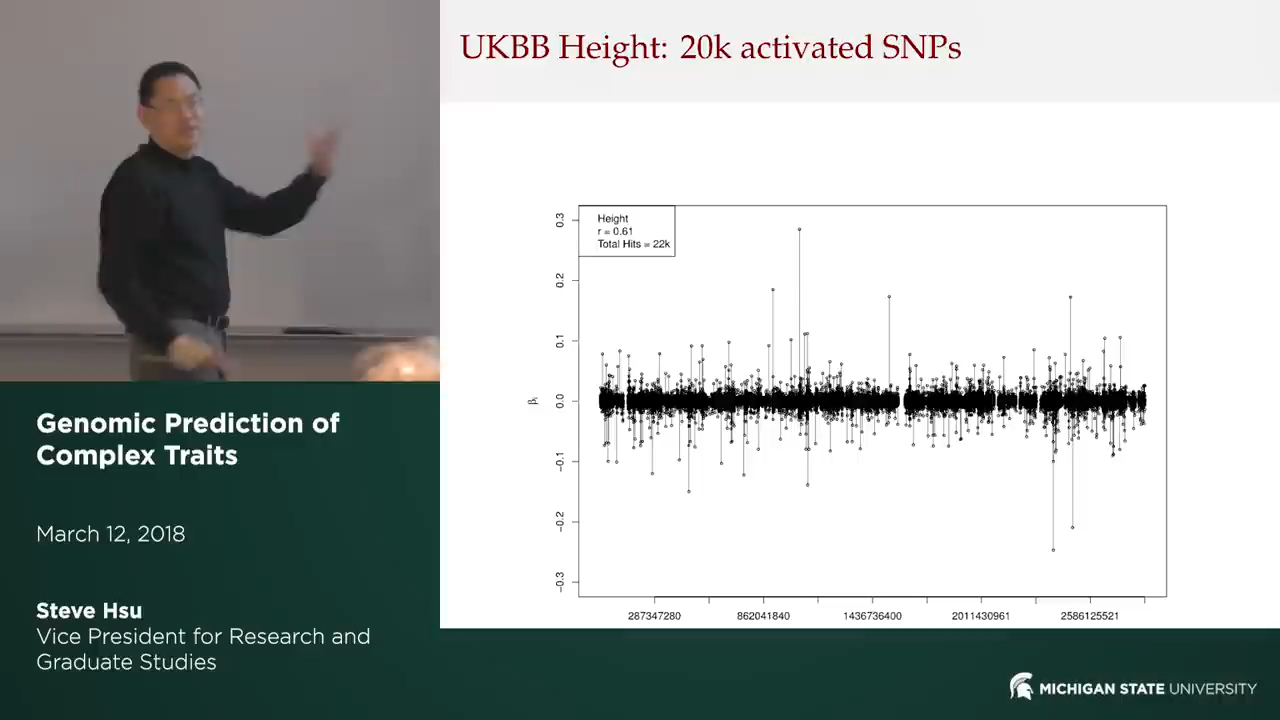 UKBB Height: 20k activated SNPs
Height
r = 0.61
Total Hits = 22k
0.3
0.2
0.1
0.0
−0.1
−0.2
−0.3
βi
287347280
862041840
1436736400
2011430961
2586125521
Genomic Prediction of
Complex Traits
March 12, 2018
Steve Hsu
Vice President for Research and
Graduate Studies
MICHIGAN STATE UNIVERSITY